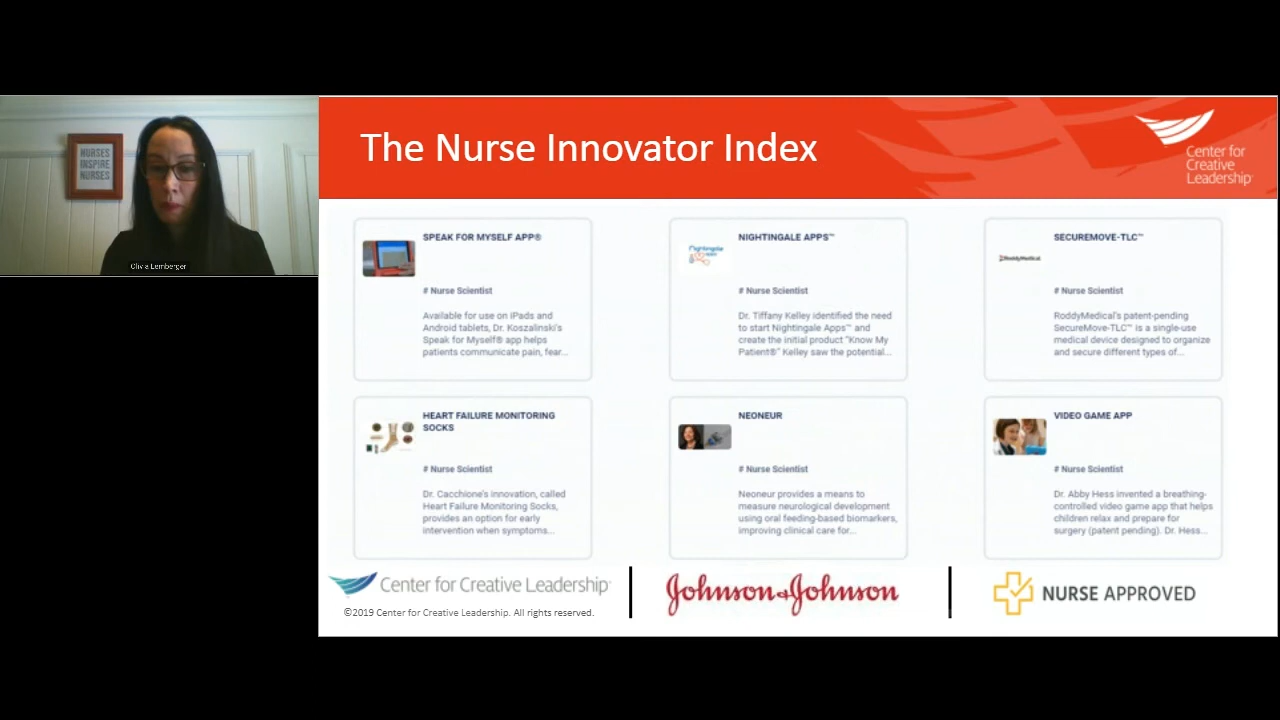 NURSES
INSPIRE
NURSES
Olivia Lemberger
The Nurse Innovator Index
Center for
Creative
Leadership
SPEAK FOR MYSELF APP®
# Nurse Scientist
Available for use on iPads and
Android tablets, Dr. Koszalinski's
Speak for Myself® app helps
patients communicate pain, fear...
NIGHTINGALE APPS™
Nightingale
apps
# Nurse Scientist
Dr. Tiffany Kelley identified the need
to start Nightingale Apps™ and
create the initial product "Know My
Patient®" Kelley saw the potential...
SECUREMOVE-TLC™
RoddyMedical
# Nurse Scientist
RoddyMedical's patent-pending
SecureMove-TLC™ is a single-use
medical device designed to organize
and secure different types of...
HEART FAILURE MONITORING
SOCKS
# Nurse Scientist
Dr. Cacchione's innovation, called
Heart Failure Monitoring Socks,
provides an option for early
intervention when symptoms...
NEONEUR
# Nurse Scientist
Neoneur provides a means to
measure neurological development
using oral feeding-based biomarkers,
improving clinical care for...
VIDEO GAME APP
# Nurse Scientist
Dr. Abby Hess invented a breathing-
controlled video game app that helps
children relax and prepare for
surgery (patent pending). Dr. Hess...
Center for Creative Leadership
©2019 Center for Creative Leadership. All rights reserved.
Johnson & Johnson
NURSE APPROVED